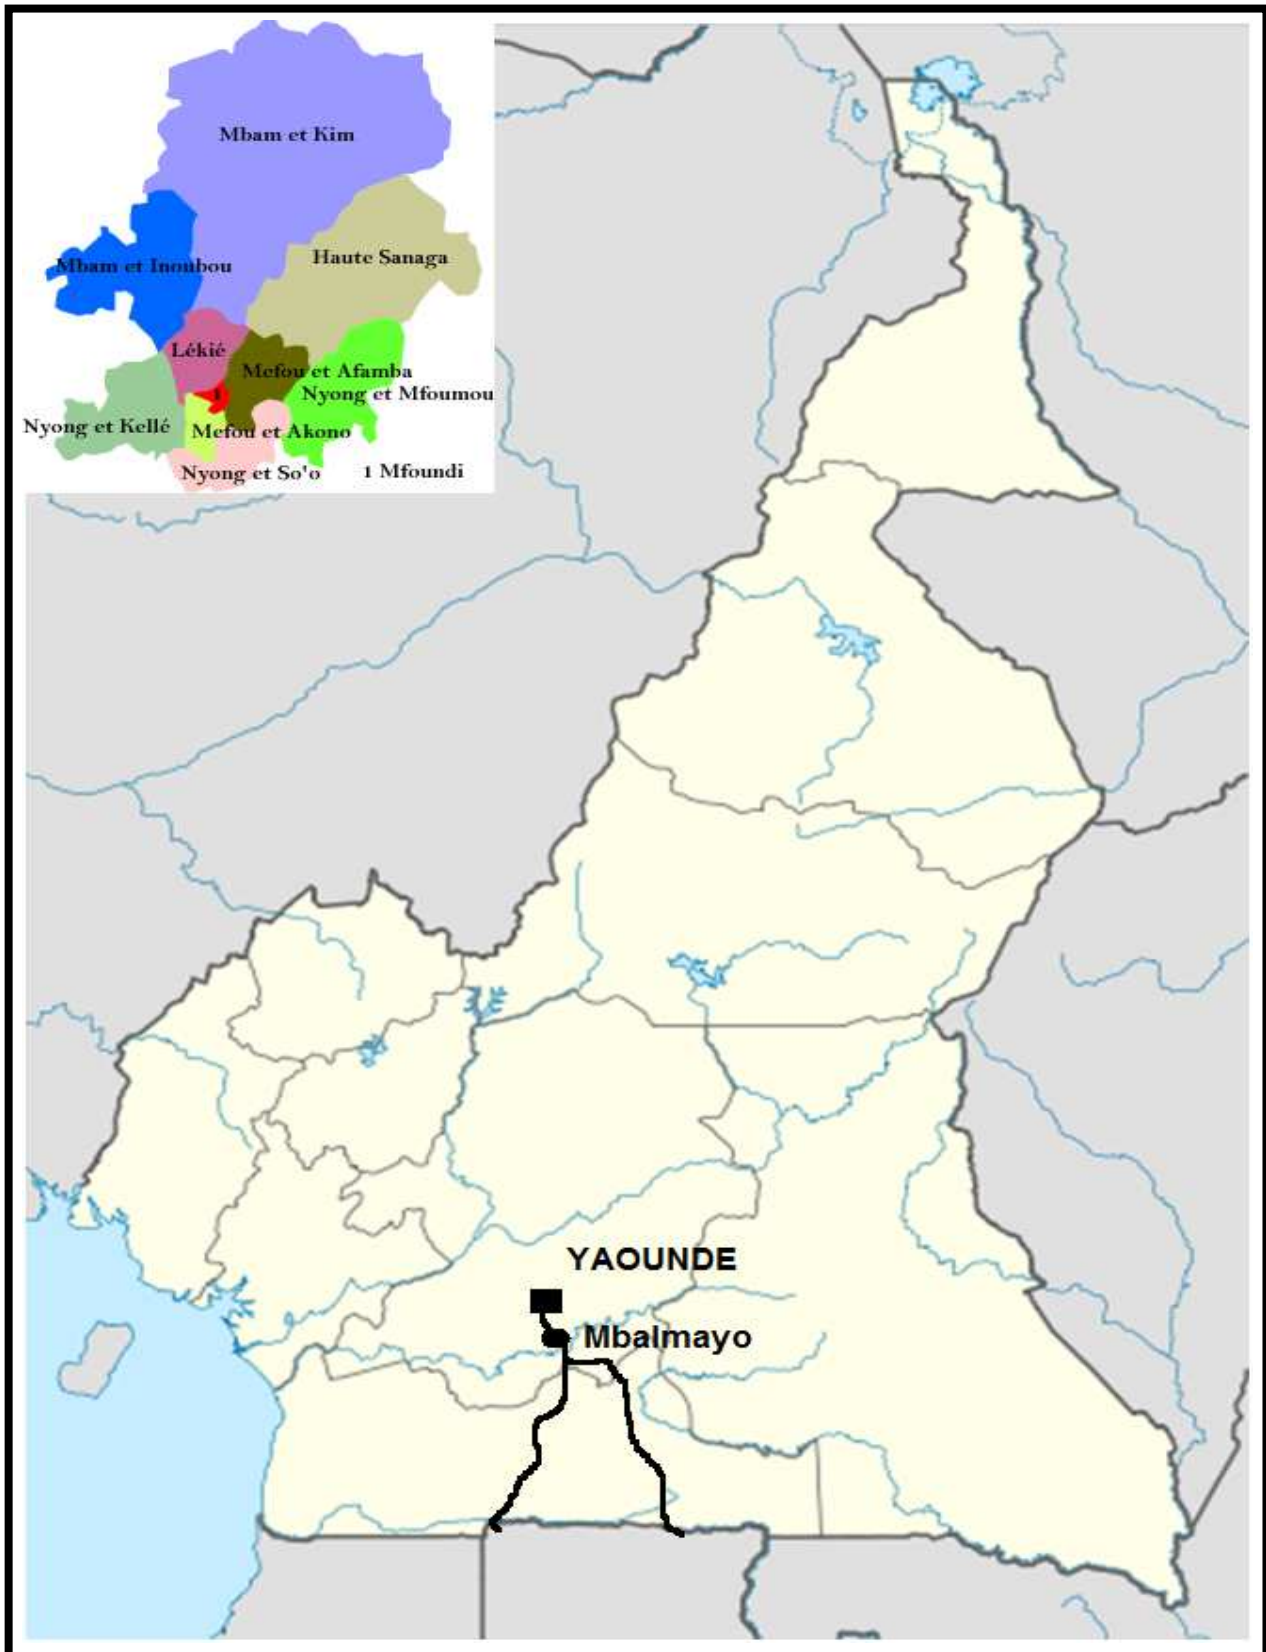 Mbam et Kim
Haute Sanaga
Mbam et Inoubou
Lékié
Mefou et Afamba
1
Nyong et Mfoumou
Nyong et Kellé
Mefou et Akono
Nyong et So'o
1 Mfoundi
YAOUNDE
Mbalmayo